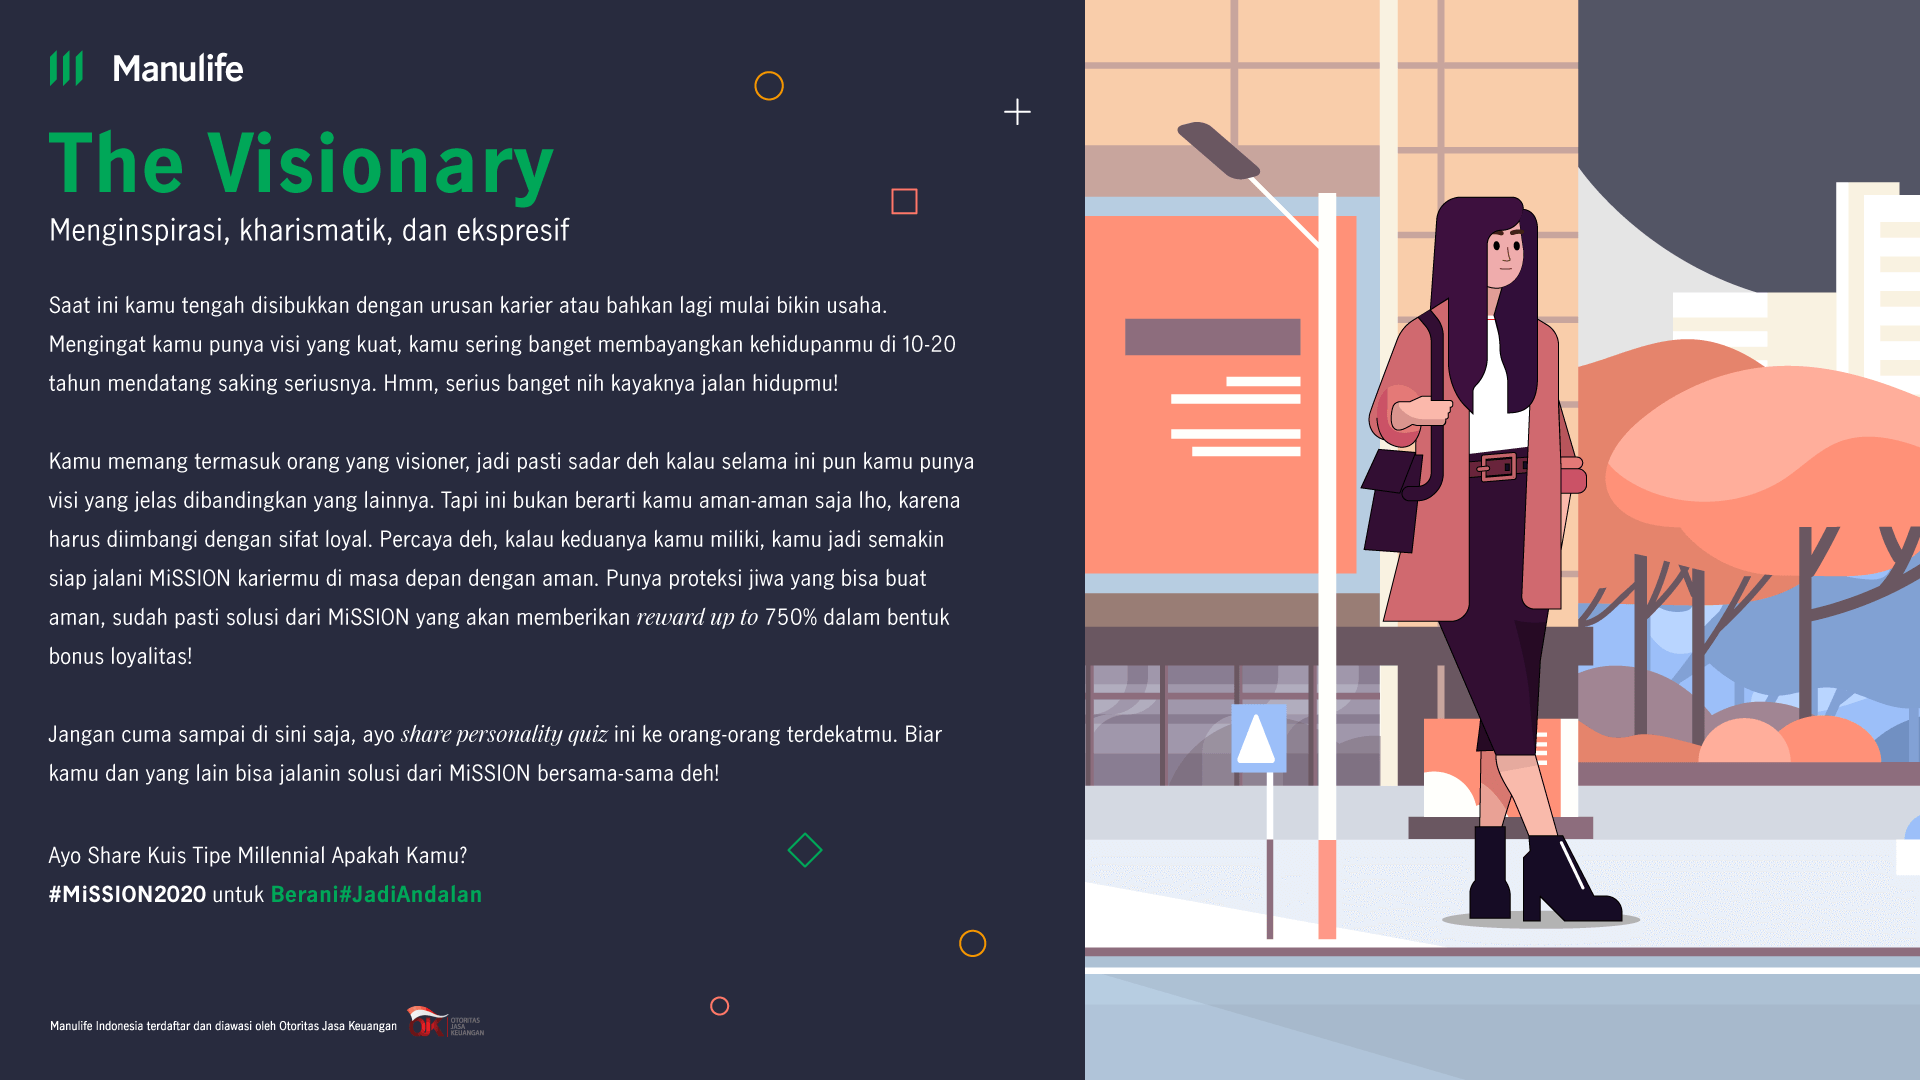 Manulife
The Visionary
Menginspirasi, kharismatik, dan ekspresif
Saat ini kamu tengah disibukkan dengan urusan karier atau bahkan lagi mulai bikin usaha.
Mengingat kamu punya visi yang kuat, kamu sering banget membayangkan kehidupanmu di 10-20
tahun mendatang saking seriusnya. Hmm, serius banget nih kayaknya jalan hidupmu!
Kamu memang termasuk orang yang visioner, jadi pasti sadar deh kalau selama ini pun kamu punya
visi yang jelas dibandingkan yang lainnya. Tapi ini bukan berarti kamu aman-aman saja lho, karena
harus diimbangi dengan sifat loyal. Percaya deh, kalau keduanya kamu miliki, kamu jadi semakin
siap jalani MiSSION kariermu di masa depan dengan aman. Punya proteksi jiwa yang bisa buat
aman, sudah pasti solusi dari MiSSION yang akan memberikan reward up to 750% dalam bentuk
bonus loyalitas!
Jangan cuma sampai di sini saja, ayo share personality quiz ini ke orang-orang terdekatmu. Biar
kamu dan yang lain bisa jalanin solusi dari MiSSION bersama-sama deh!
Ayo Share Kuis Tipe Millennial Apakah Kamu?
#MiSSION2020 untuk Berani#JadiAndalan
Manulife Indonesia terdaftar dan diawasi oleh Otoritas Jasa Keuangan
OJK
OTORITAS
JASA
KEUANGAN